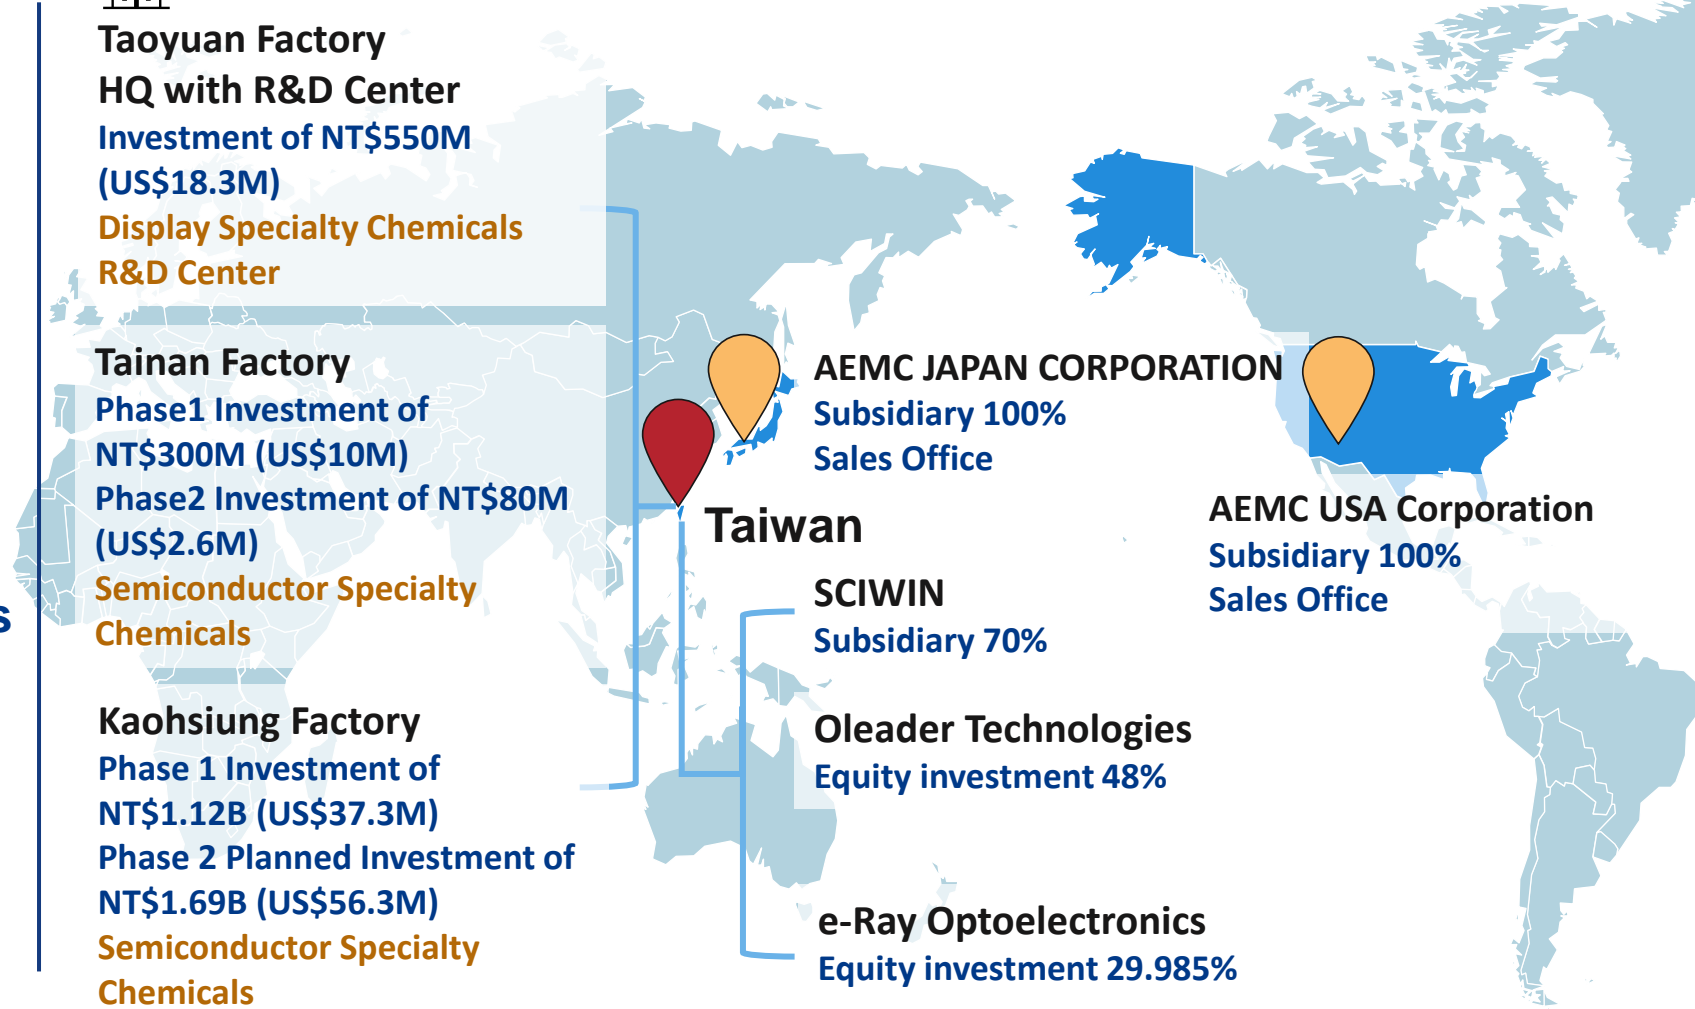 Taoyuan Factory
HQ with R&D Center
Investment of NT$550M
(US$18.3M)
Display Specialty Chemicals
R&D Center
Tainan Factory
Phase1 Investment of
NT$300M (US$10M)
Phase2 Investment of NT$80M
(US$2.6M)
Semiconductor Specialty
Chemicals
Kaohsiung Factory
Phase 1 Investment of
NT$1.12B (US$37.3M)
Phase 2 Planned Investment of
NT$1.69B (US$56.3M)
Semiconductor Specialty
Chemicals
AEMC JAPAN CORPORATION
Subsidiary 100%
Sales Office
Taiwan
SCIWIN
Subsidiary 70%
Oleader Technologies
Equity investment 48%
e-Ray Optoelectronics
Equity investment 29.985%
AEMC USA Corporation
Subsidiary 100%
Sales Office